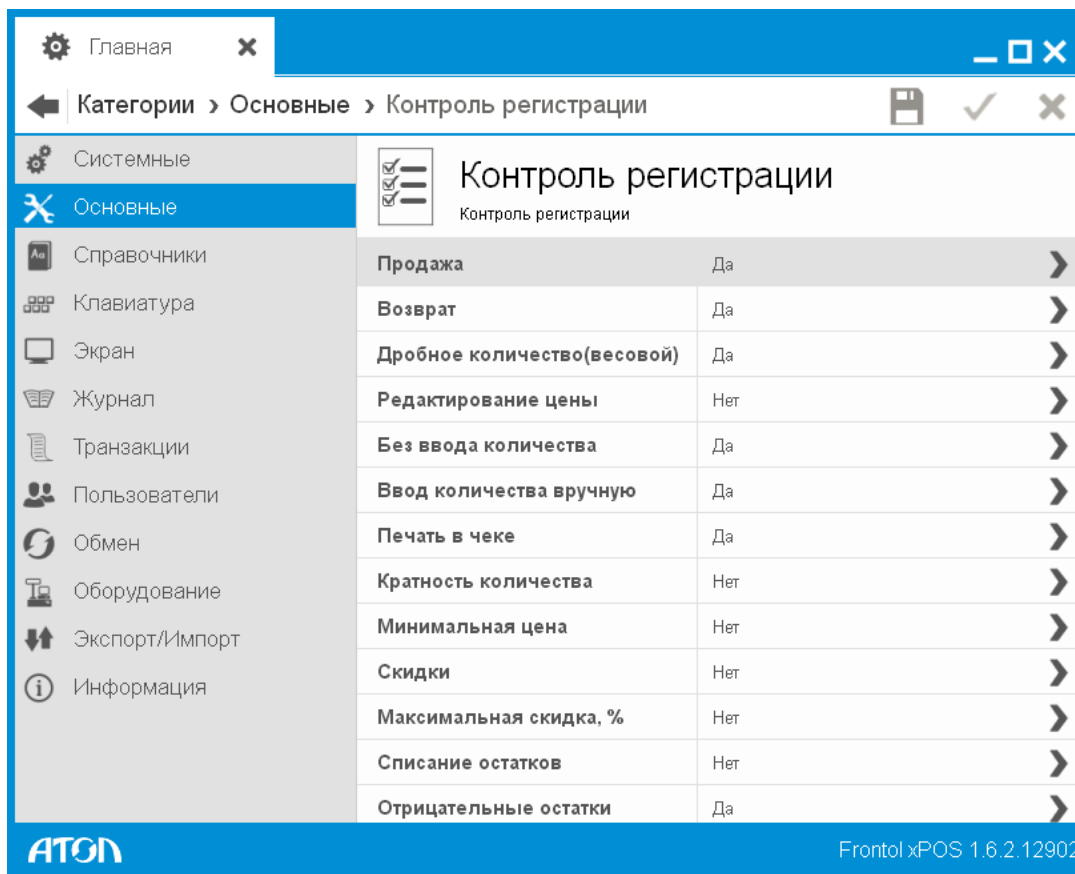 Главная
Категории › Основные › Контроль регистрации
Системные
Основные
Справочники
Клавиатура
Экран
Журнал
Транзакции
Пользователи
Обмен
Оборудование
Экспорт/Импорт
Информация
Контроль регистрации
Контроль регистрации
Продажа Да
Возврат Да
Дробное количество(весовой) Да
Редактирование цены Нет
Без ввода количества Да
Ввод количества вручную Да
Печать в чеке Да
Кратность количества Нет
Минимальная цена Нет
Скидки Нет
Максимальная скидка, % Нет
Списание остатков Нет
Отрицательные остатки Да
АТОЛ
Frontol xPOS 1.6.2.12902